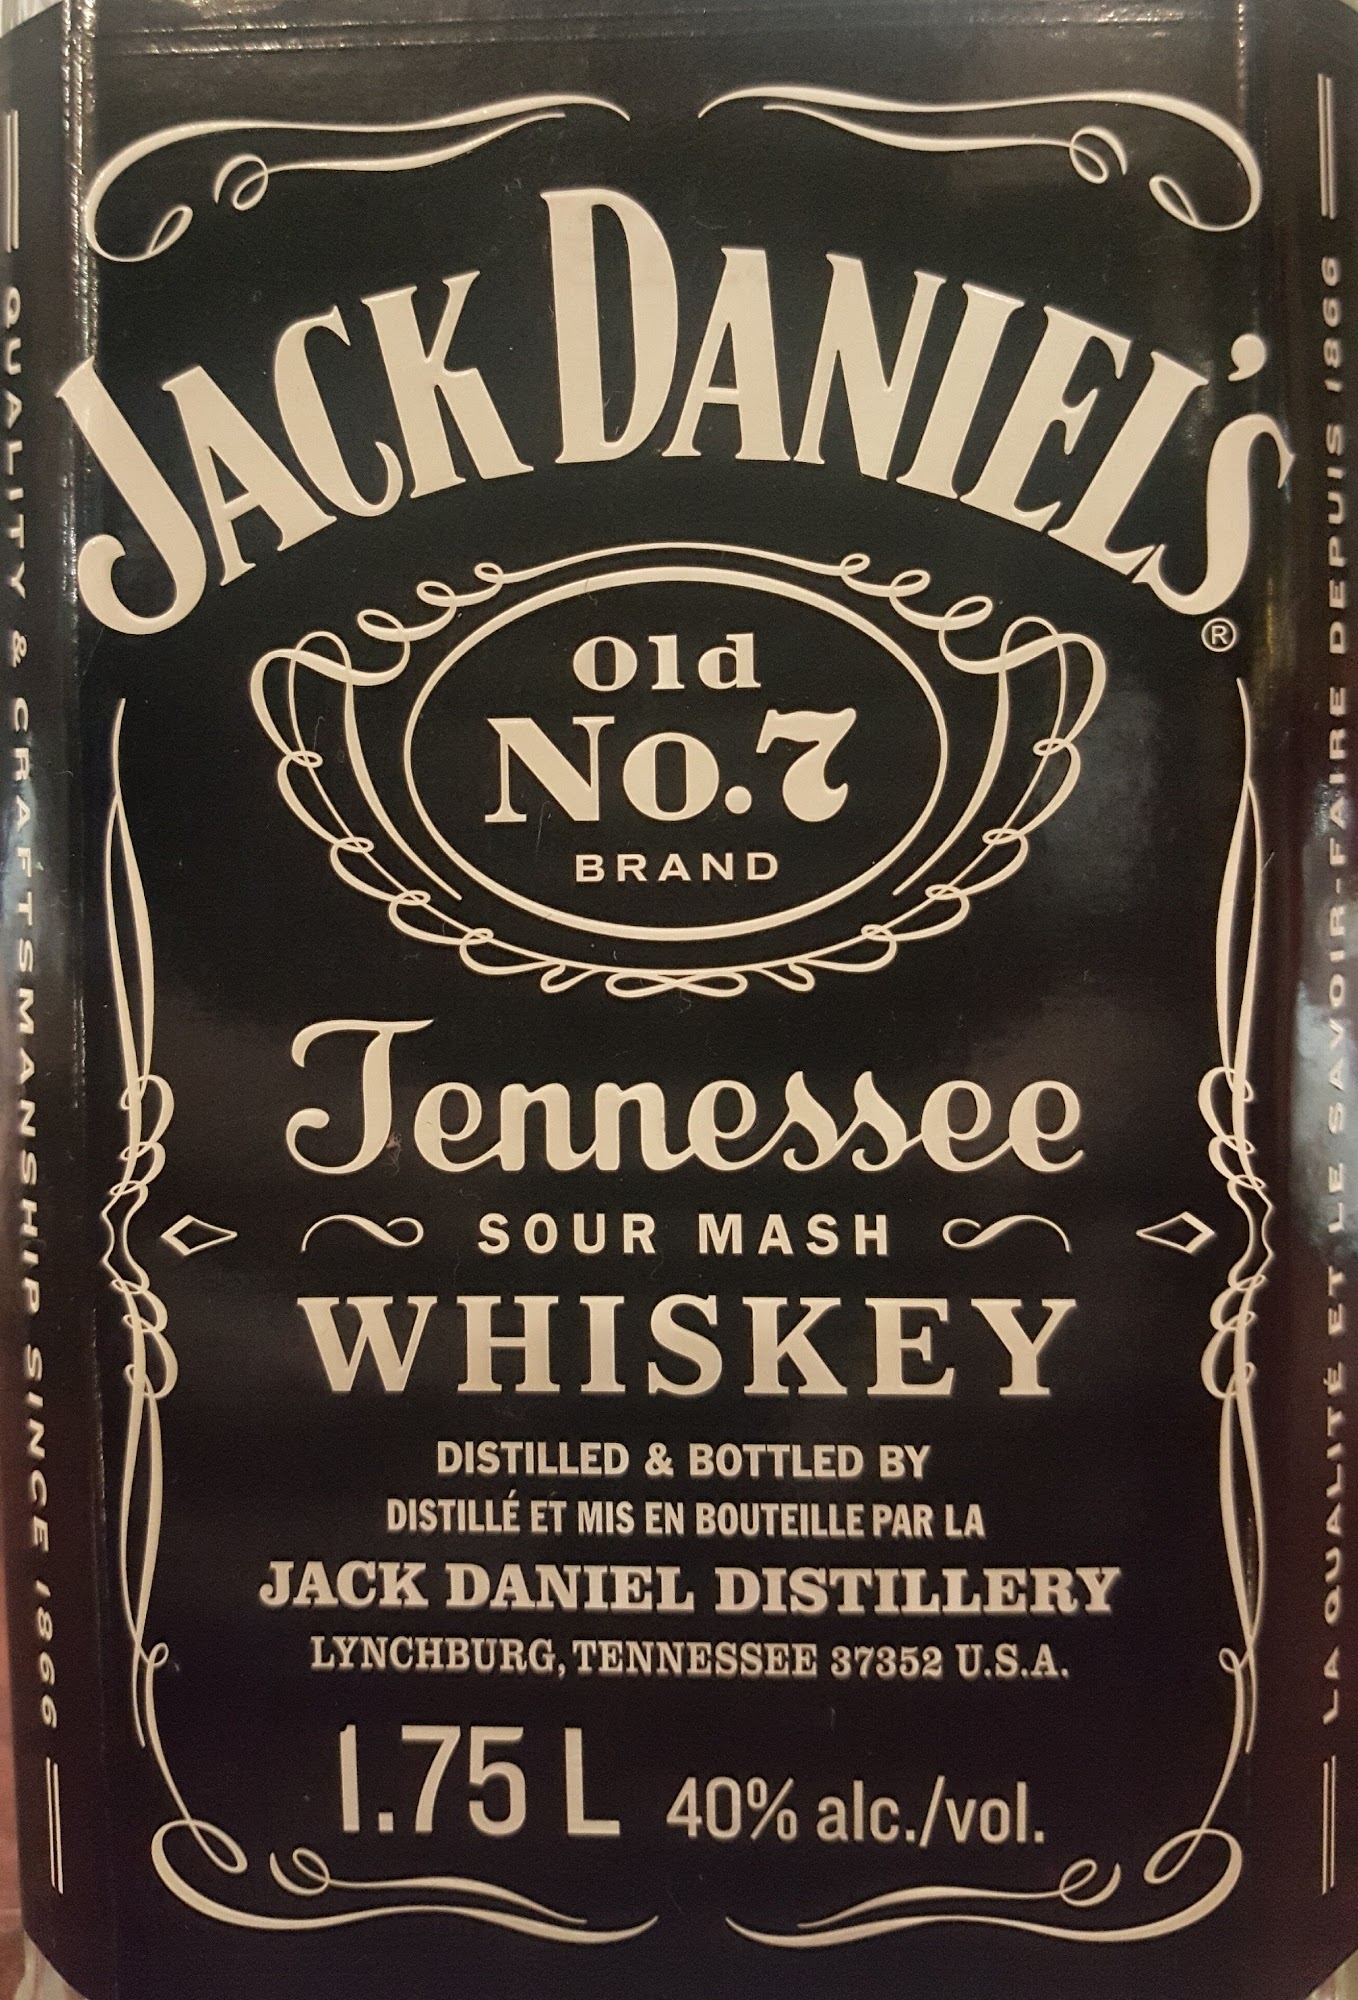 JACK DANIEL'S
®
Old
No.7
BRAND
Tennessee
SOUR MASH
WHISKEY
DISTILLED & BOTTLED BY
DISTILLÉ ET MIS EN BOUTEILLE PAR LA
JACK DANIEL DISTILLERY
LYNCHBURG, TENNESSEE 37352 U.S.A.
1.75 L 40% alc./vol.
QUALITY & CRAFTSMANSHIP SINCE 1866
LA QUALITÉ ET LE SAVOIR-FAIRE DEPUIS 1866